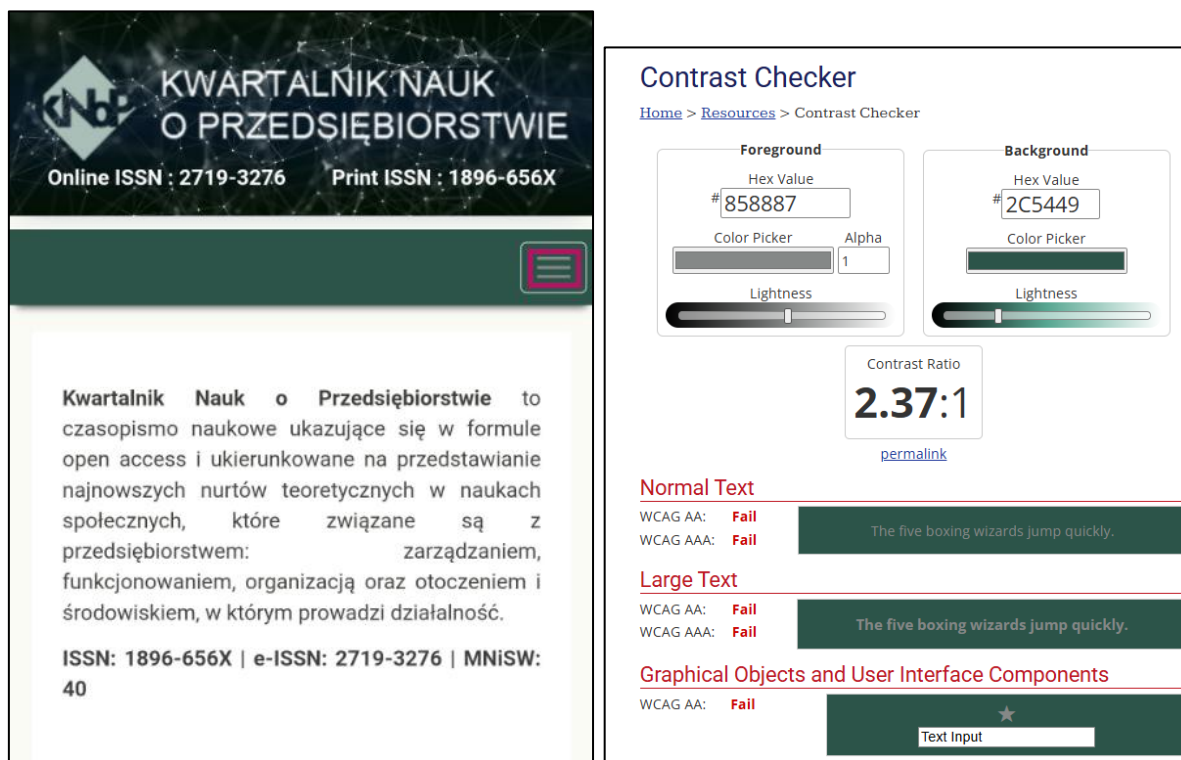 KNoP
KWARTALNIK NAUK
O PRZEDSIĘBIORSTWIE
Online ISSN : 2719-3276 Print ISSN : 1896-656X
Kwartalnik Nauk o Przedsiębiorstwie to
czasopismo naukowe ukazujące się w formule
open access i ukierunkowane na przedstawianie
najnowszych nurtów teoretycznych w naukach
społecznych, które związane są z
przedsiębiorstwem: zarządzaniem,
funkcjonowaniem, organizacją oraz otoczeniem i
środowiskiem, w którym prowadzi działalność.
ISSN: 1896-656X | e-ISSN: 2719-3276 | MNiSW:
40
Contrast Checker
Home > Resources > Contrast Checker
Foreground
Hex Value
#858887
Color Picker Alpha
1
Lightness
Background
Hex Value
#2C5449
Color Picker
Lightness
Contrast Ratio
2.37:1
permalink
Normal Text
WCAG AA: Fail
WCAG AAA: Fail
The five boxing wizards jump quickly.
Large Text
WCAG AA: Fail
WCAG AAA: Fail
The five boxing wizards jump quickly.
Graphical Objects and User Interface Components
WCAG AA: Fail
Text Input